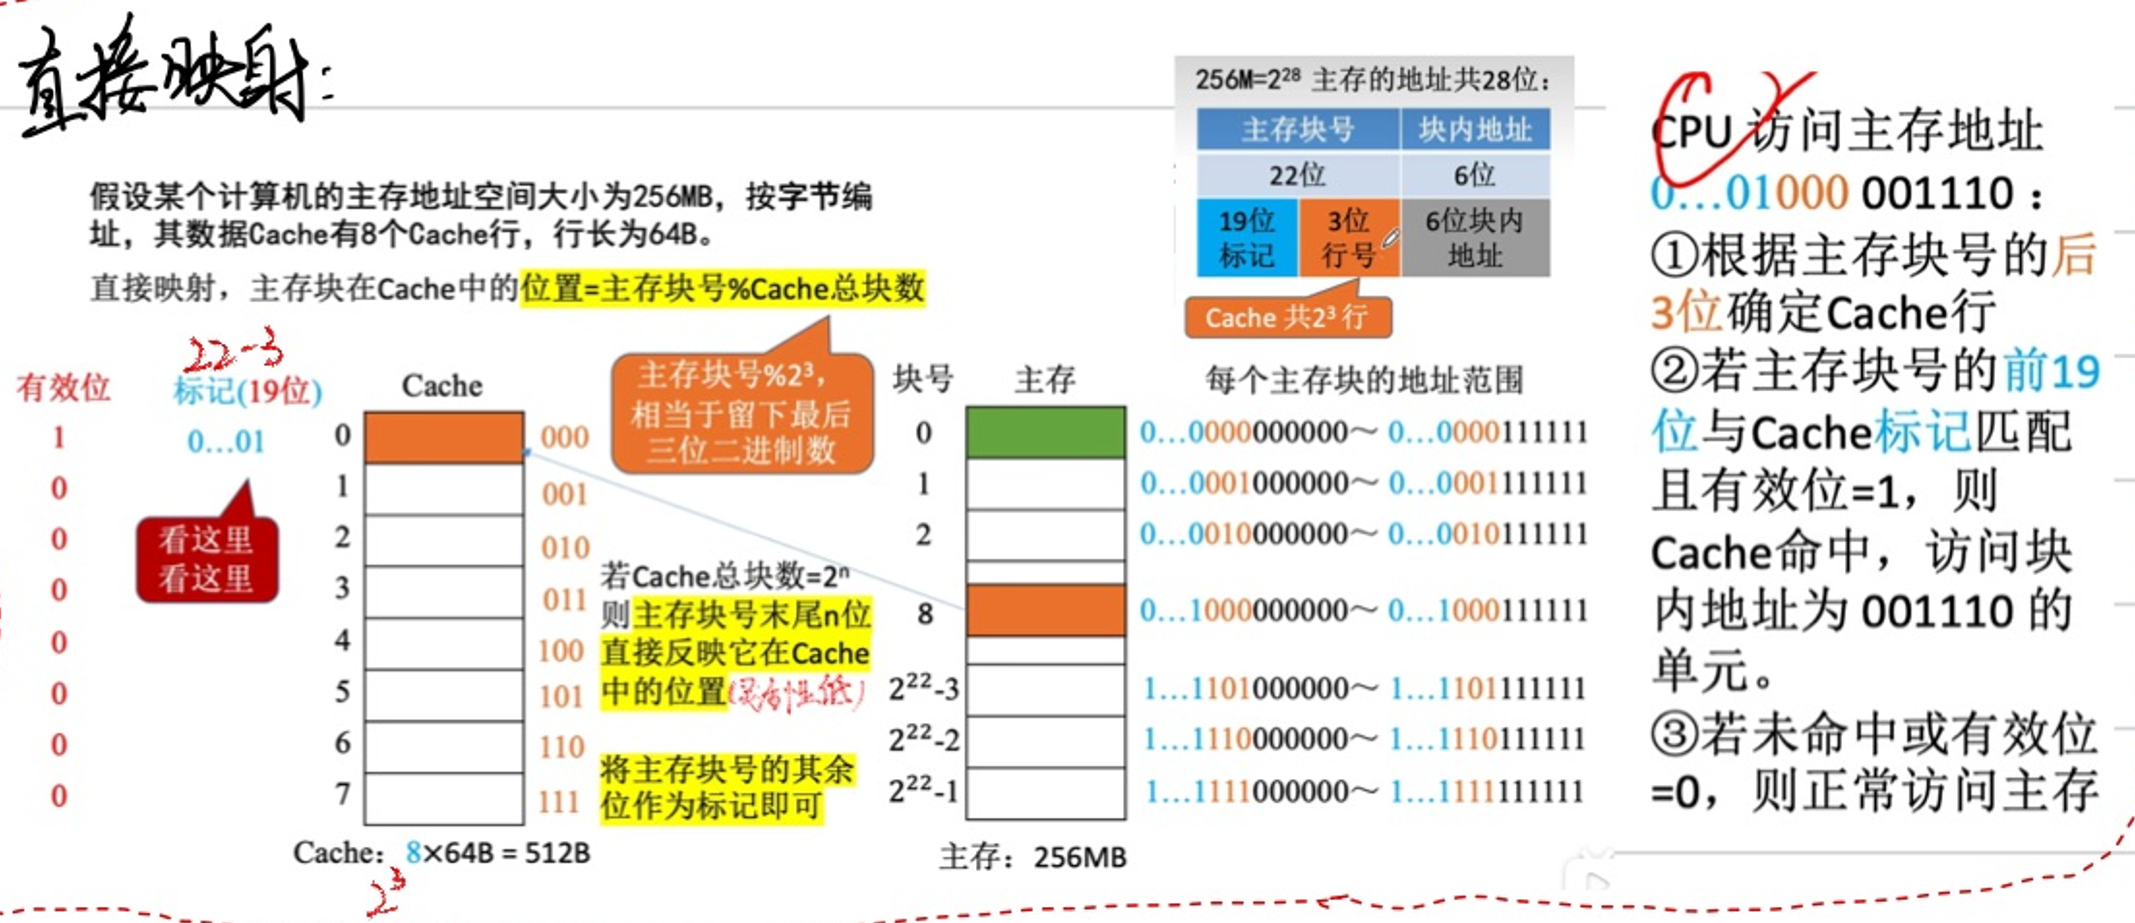 直接映射:
256M=2²⁸ 主存的地址共28位：
主存块号 块内地址
22位 6位
19位标记 3位行号 6位块内地址
Cache 共2³ 行
假设某个计算机的主存地址空间大小为256MB，按字节编
址，其数据Cache有8个Cache行，行长为64B。
直接映射，主存块在Cache中的位置=主存块号%Cache总块数
22-3
主存块号%2³，
相当于留下最后
三位二进制数
有效位 标记(19位) Cache
1 0…01 0 000
0 1 001
0 2 010
0 3 011
0 4 100
0 5 101
0 6 110
0 7 111
看这里
看这里
Cache：8×64B = 512B
2³
若Cache总块数=2ⁿ
则主存块号末尾n位
直接反映它在Cache
中的位置(灵活性低)
将主存块号的其余
位作为标记即可
块号 主存 每个主存块的地址范围
0 0…0000000000～ 0…0000111111
1 0…0001000000～ 0…0001111111
2 0…0010000000～ 0…0010111111
8 0…1000000000～ 0…1000111111
2²²-3 1…1101000000～ 1…1101111111
2²²-2 1…1110000000～ 1…1110111111
2²²-1 1…1111000000～ 1…1111111111
主存：256MB
CPU 访问主存地址
0…01000 001110：
①根据主存块号的后
3位确定Cache行
②若主存块号的前19
位与Cache标记匹配
且有效位=1，则
Cache命中，访问块
内地址为 001110 的
单元。
③若未命中或有效位
=0，则正常访问主存